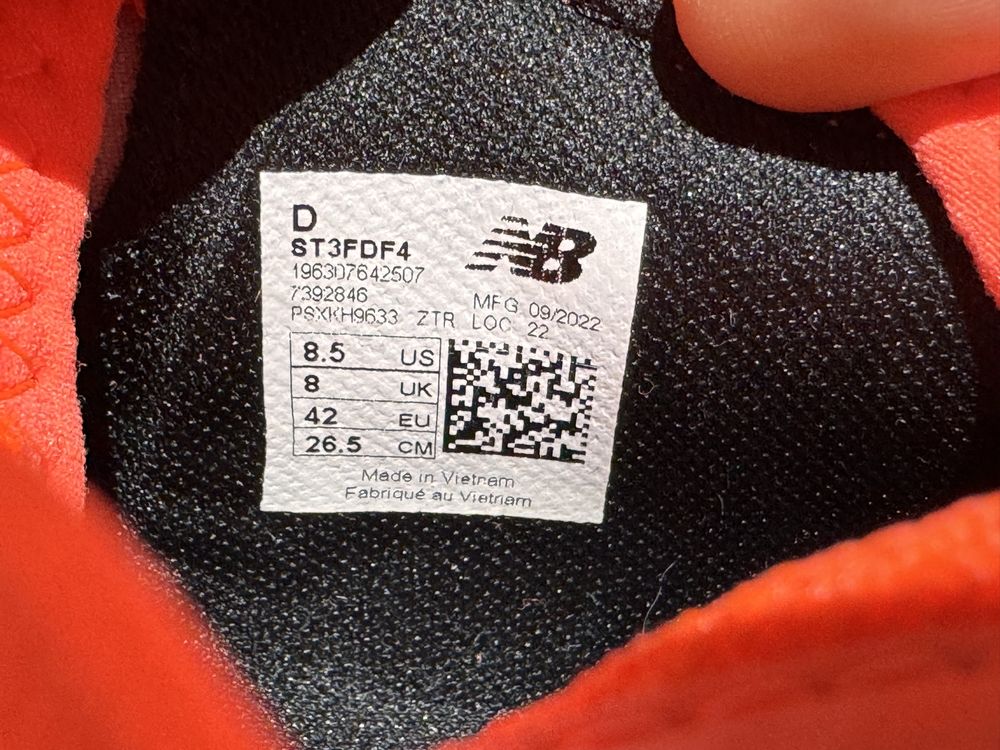 D
ST3FDF4
196307642507
7392846
PSXKH9633 ZTR LOC 22
MFG 09/2022
NB
8.5 US
8 UK
42 EU
26.5 CM
Made in Vietnam
Fabriqué au Vietnam